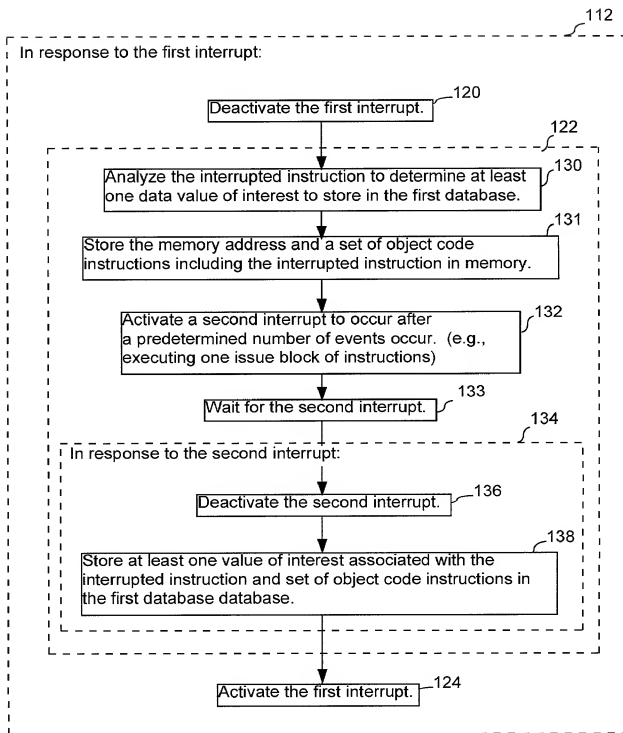 112
In response to the first interrupt:
120
Deactivate the first interrupt.
122
Analyze the interrupted instruction to determine at least
one data value of interest to store in the first database.
130
131
Store the memory address and a set of object code
instructions including the interrupted instruction in memory.
Activate a second interrupt to occur after
a predetermined number of events occur. (e.g.,
executing one issue block of instructions)
132
Wait for the second interrupt.
133
134
In response to the second interrupt:
Deactivate the second interrupt.
136
138
Store at least one value of interest associated with the
interrupted instruction and set of object code instructions in
the first database database.
Activate the first interrupt.
124